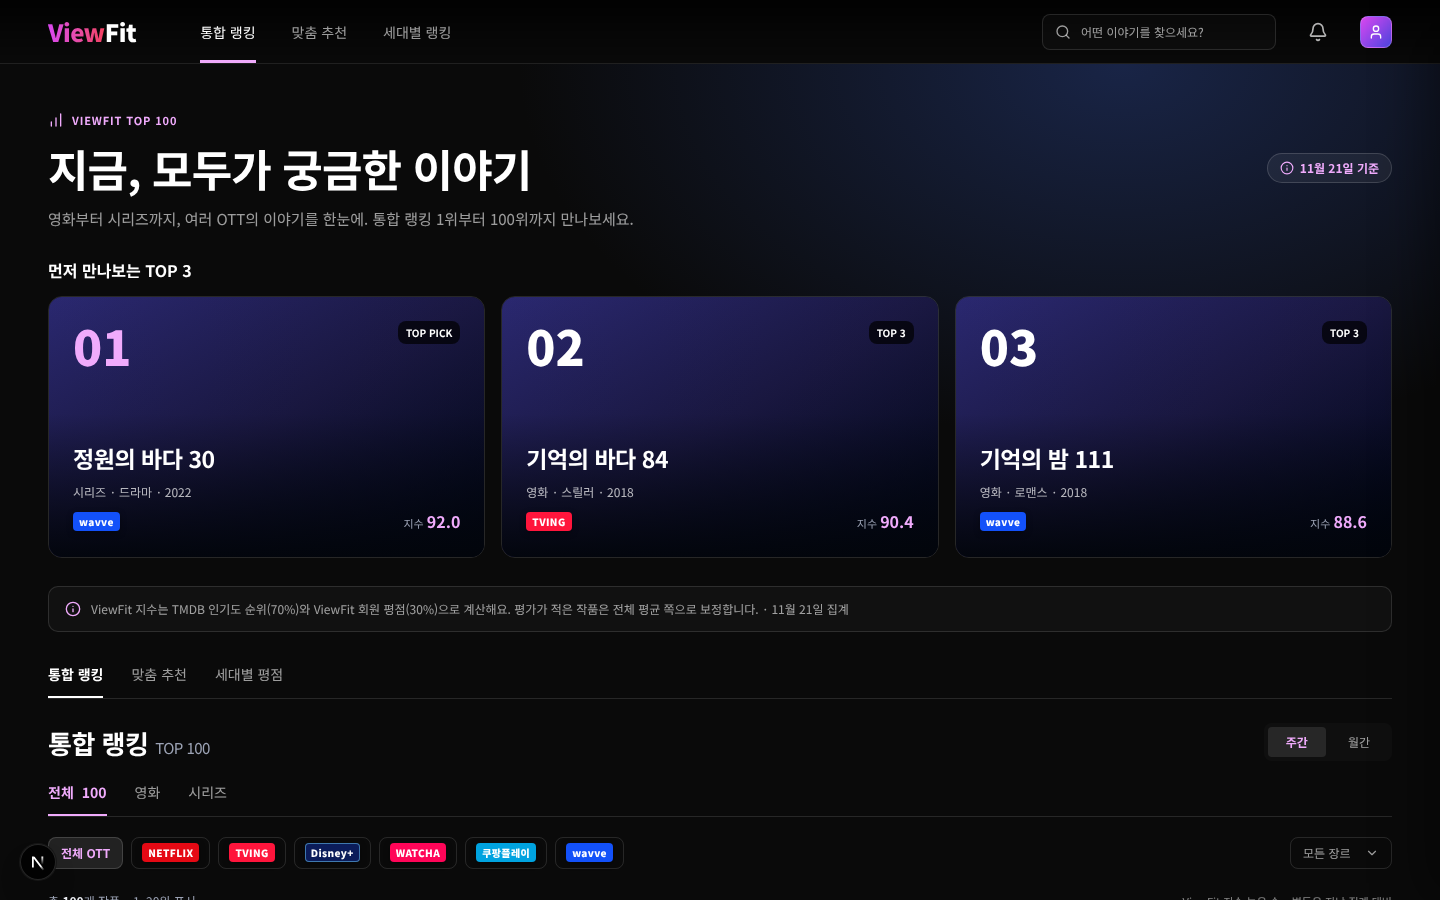 ViewFit 통합 랭킹 맞춤 추천 세대별 랭킹 어떤 이야기를 찾으세요?
VIEWFIT TOP 100
지금, 모두가 궁금한 이야기
11월 21일 기준
영화부터 시리즈까지, 여러 OTT의 이야기를 한눈에. 통합 랭킹 1위부터 100위까지 만나보세요.
먼저 만나보는 TOP 3
01 TOP PICK
정원의 바다 30
시리즈 · 드라마 · 2022
wavve 지수 92.0
02 TOP 3
기억의 바다 84
영화 · 스릴러 · 2018
TVING 지수 90.4
03 TOP 3
기억의 밤 111
영화 · 로맨스 · 2018
wavve 지수 88.6
ViewFit 지수는 TMDB 인기도 순위(70%)와 ViewFit 회원 평점(30%)으로 계산해요. 평가가 적은 작품은 전체 평균 쪽으로 보정합니다. · 11월 21일 집계
통합 랭킹 맞춤 추천 세대별 평점
통합 랭킹 TOP 100 주간 월간
전체 100 영화 시리즈
N 전체 OTT NETFLIX TVING Disney+ WATCHA 쿠팡플레이 wavve 모든 장르